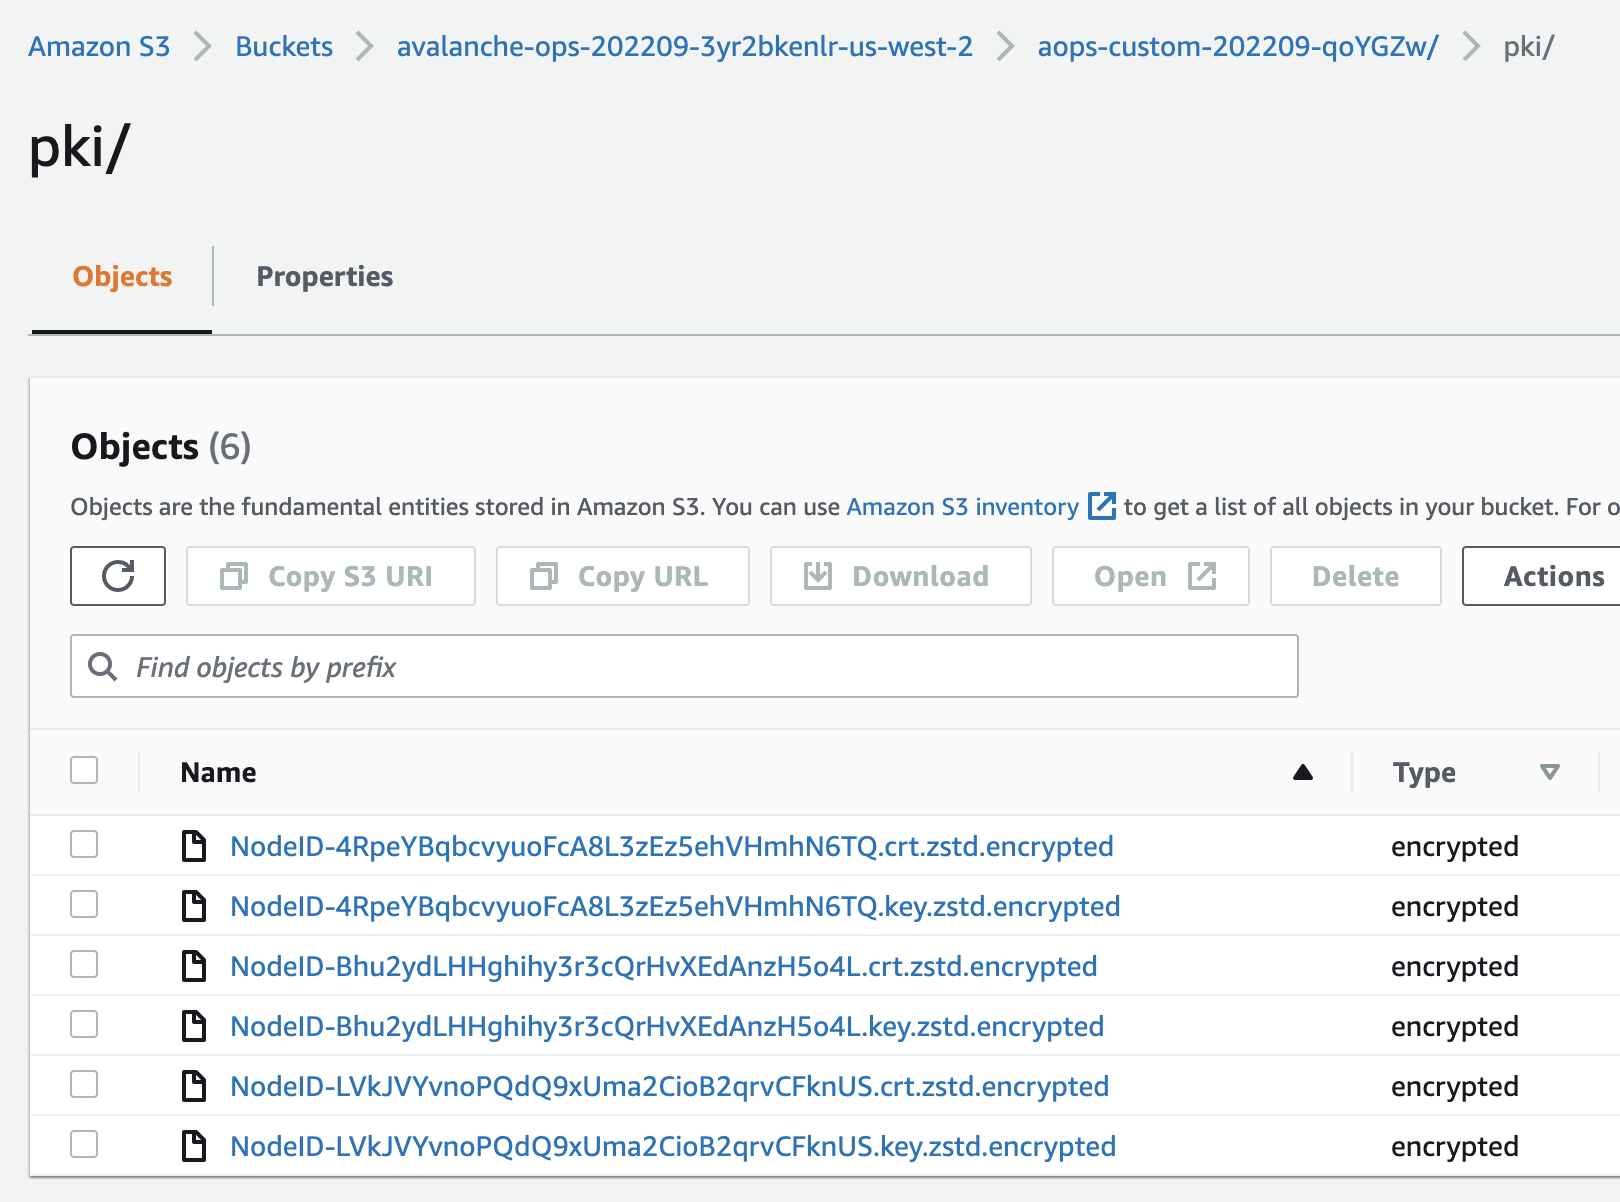 Amazon S3 > Buckets > avalanche-ops-202209-3yr2bkenlr-us-west-2 > aops-custom-202209-qoYGZw/ > pki/
pki/
Objects Properties
Objects (6)
Objects are the fundamental entities stored in Amazon S3. You can use Amazon S3 inventory to get a list of all objects in your bucket. For o
Copy S3 URI Copy URL Download Open Delete Actions
Find objects by prefix
Name Type
NodeID-4RpeYBqbcvyuoFcA8L3zEz5ehVHmhN6TQ.crt.zstd.encrypted encrypted
NodeID-4RpeYBqbcvyuoFcA8L3zEz5ehVHmhN6TQ.key.zstd.encrypted encrypted
NodeID-Bhu2ydLHHghihy3r3cQrHvXEdAnzH5o4L.crt.zstd.encrypted encrypted
NodeID-Bhu2ydLHHghihy3r3cQrHvXEdAnzH5o4L.key.zstd.encrypted encrypted
NodeID-LVkJVYvnoPQdQ9xUma2CioB2qrvCFknUS.crt.zstd.encrypted encrypted
NodeID-LVkJVYvnoPQdQ9xUma2CioB2qrvCFknUS.key.zstd.encrypted encrypted